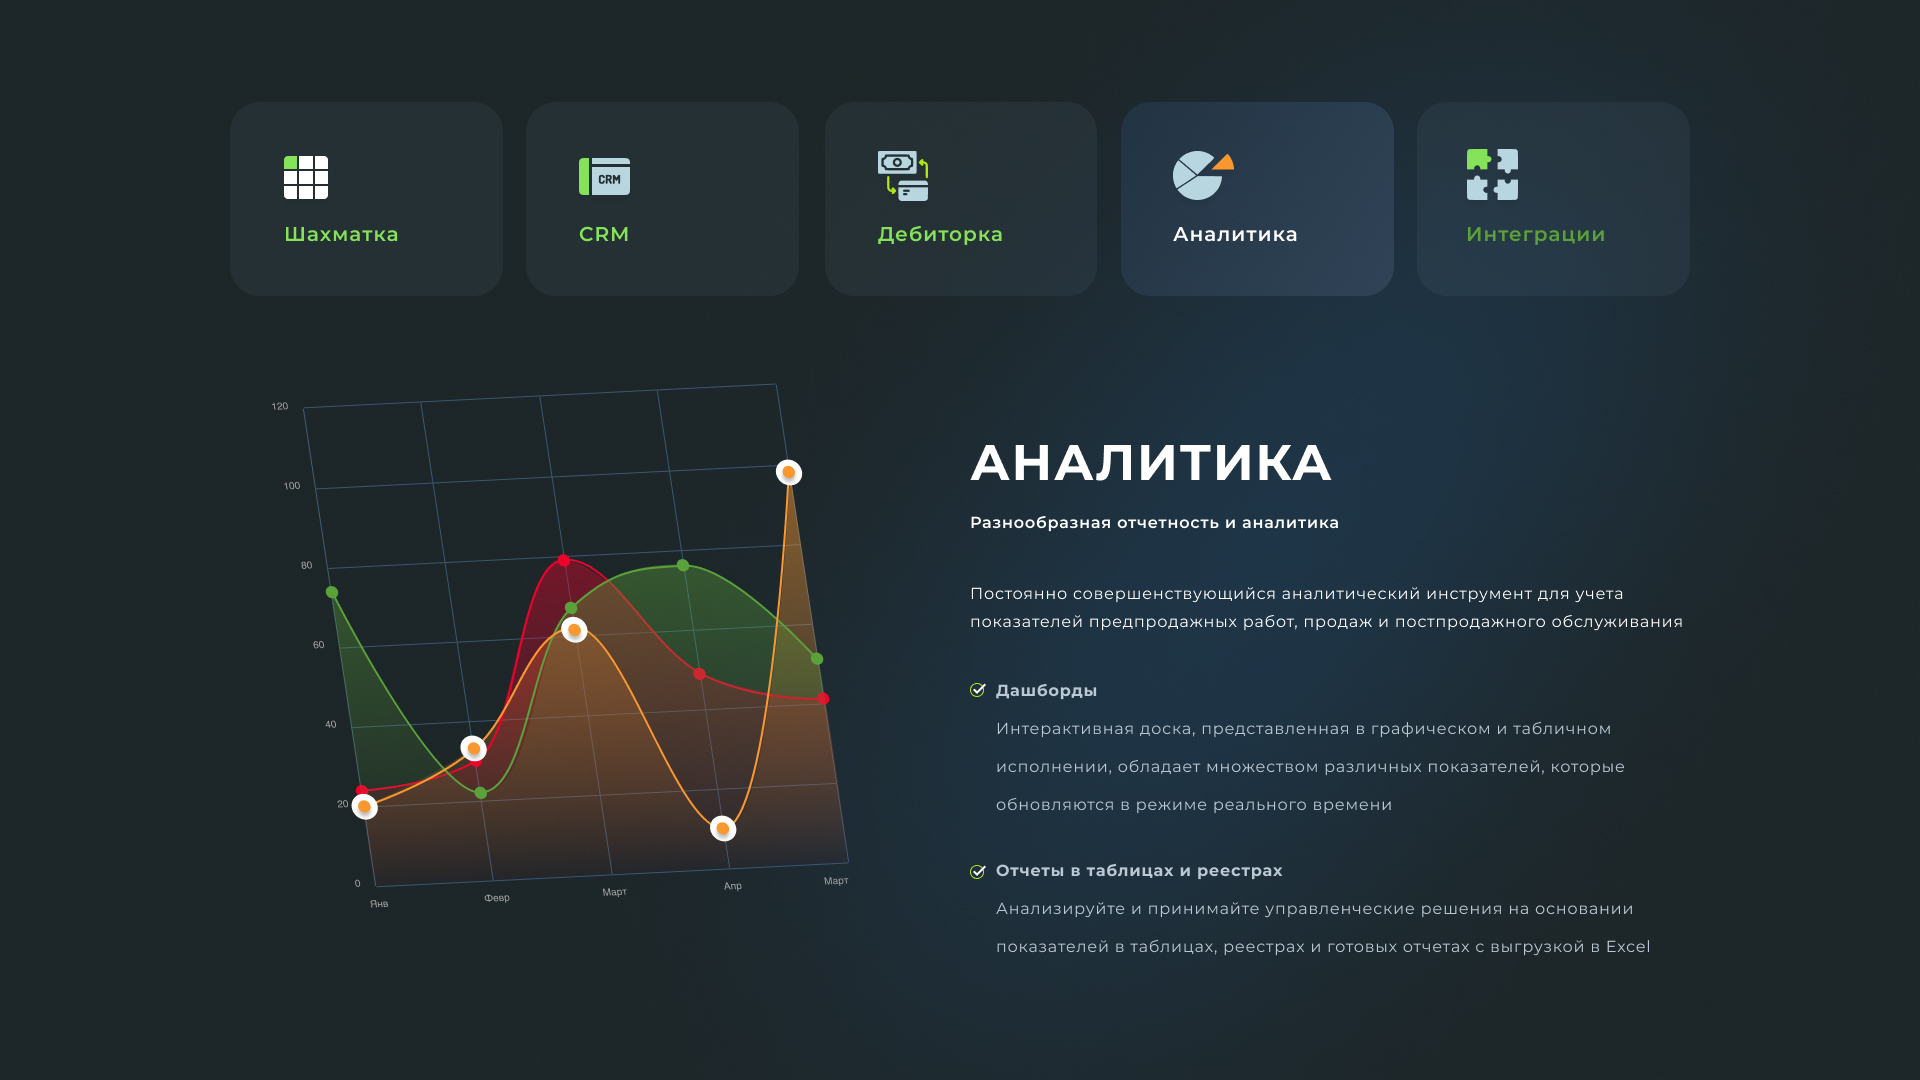 Шахматка
CRM
CRM
Дебиторка
Аналитика
Интеграции
120
100
80
60
40
20
0
Янв
Февр
Март
Апр
Март
АНАЛИТИКА
Разнообразная отчетность и аналитика
Постоянно совершенствующийся аналитический инструмент для учета
показателей предпродажных работ, продаж и постпродажного обслуживания
Дашборды
Интерактивная доска, представленная в графическом и табличном
исполнении, обладает множеством различных показателей, которые
обновляются в режиме реального времени
Отчеты в таблицах и реестрах
Анализируйте и принимайте управленческие решения на основании
показателей в таблицах, реестрах и готовых отчетах с выгрузкой в Excel